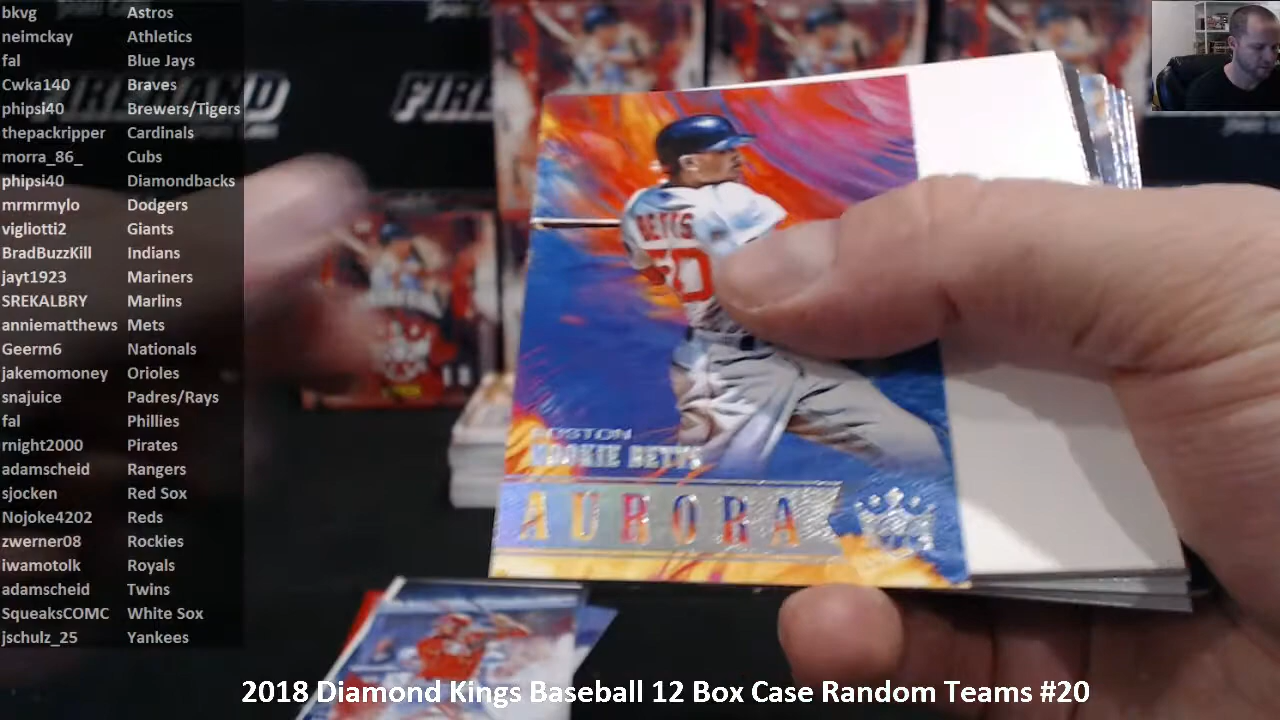 bkvg Astros
neimckay Athletics
fal Blue Jays
Cwka140 Braves
phipsi40 Brewers/Tigers
thepackripper Cardinals
morra_86_ Cubs
phipsi40 Diamondbacks
mrmrmylo Dodgers
vigliotti2 Giants
BradBuzzKill Indians
jayt1923 Mariners
SREKALBRY Marlins
anniematthews Mets
Geerm6 Nationals
jakemomoney Orioles
snajuice Padres/Rays
fal Phillies
rnight2000 Pirates
adamscheid Rangers
sjocken Red Sox
Nojoke4202 Reds
zwerner08 Rockies
iwamotolk Royals
adamscheid Twins
SqueaksCOMC White Sox
jschulz_25 Yankees
BETTS
50
BOSTON
MOOKIE BETTS
AURORA
2018 Diamond Kings Baseball 12 Box Case Random Teams #20